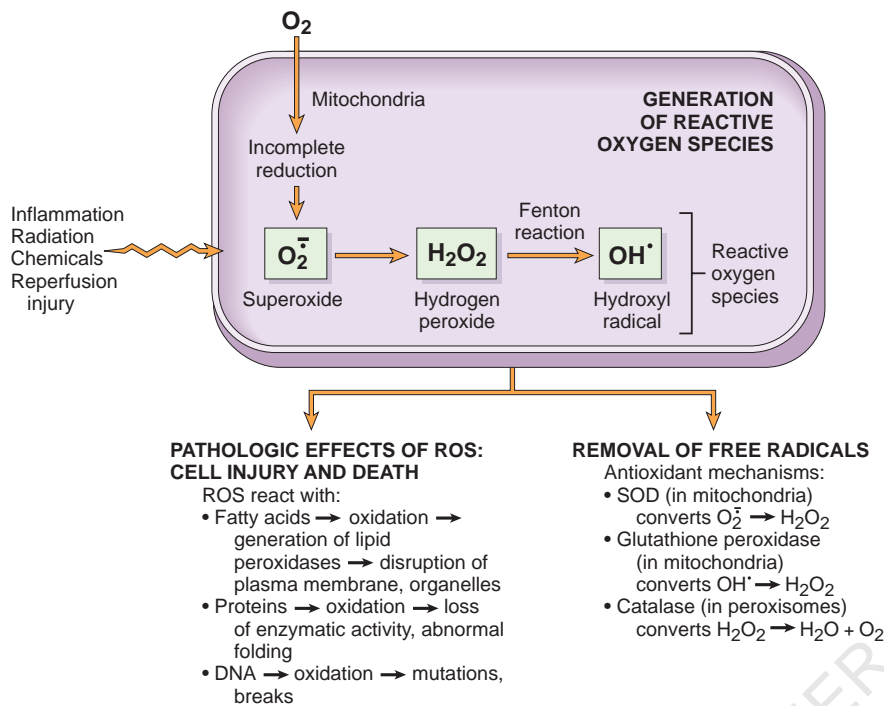 O₂
Mitochondria
GENERATION
OF REACTIVE
OXYGEN SPECIES
Incomplete
reduction
Inflammation
Radiation
Chemicals
Reperfusion
injury
Fenton
reaction
O₂•̄
H₂O₂
OH•
Superoxide
Hydrogen
peroxide
Hydroxyl
radical
Reactive
oxygen
species
PATHOLOGIC EFFECTS OF ROS:
CELL INJURY AND DEATH
ROS react with:
• Fatty acids → oxidation →
generation of lipid
peroxidases → disruption of
plasma membrane, organelles
• Proteins → oxidation → loss
of enzymatic activity, abnormal
folding
• DNA → oxidation → mutations,
breaks
REMOVAL OF FREE RADICALS
Antioxidant mechanisms:
• SOD (in mitochondria)
converts O₂•̄ → H₂O₂
• Glutathione peroxidase
(in mitochondria)
converts OH• → H₂O₂
• Catalase (in peroxisomes)
converts H₂O₂ → H₂O + O₂